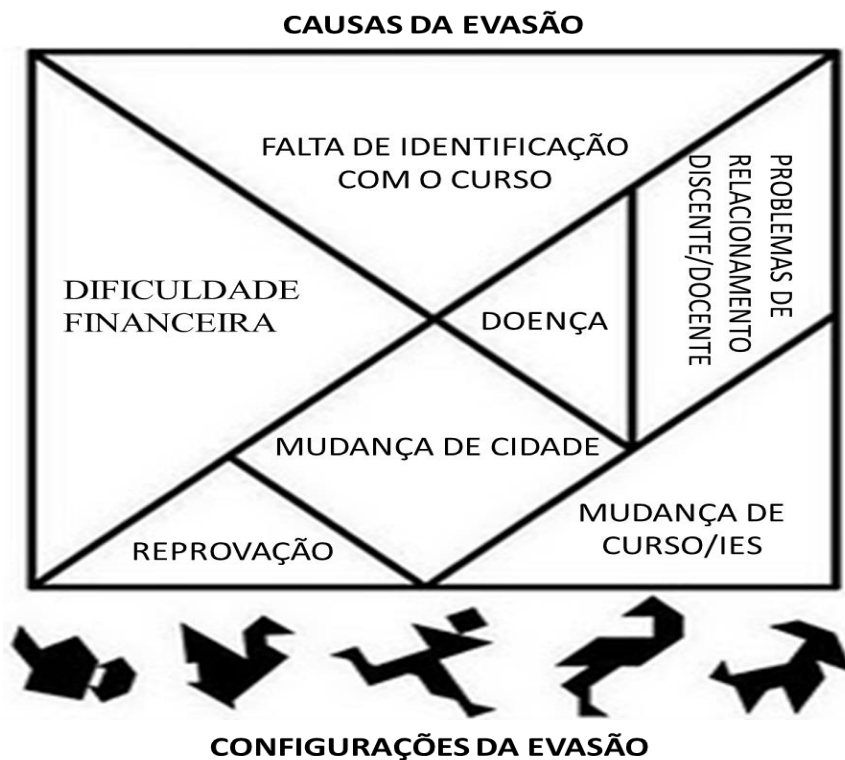 CAUSAS DA EVASÃO
FALTA DE IDENTIFICAÇÃO
COM O CURSO
PROBLEMAS DE
RELACIONAMENTO
DISCENTE/DOCENTE
DIFICULDADE
FINANCEIRA
DOENÇA
MUDANÇA DE CIDADE
MUDANÇA DE
CURSO/IES
REPROVAÇÃO
CONFIGURAÇÕES DA EVASÃO